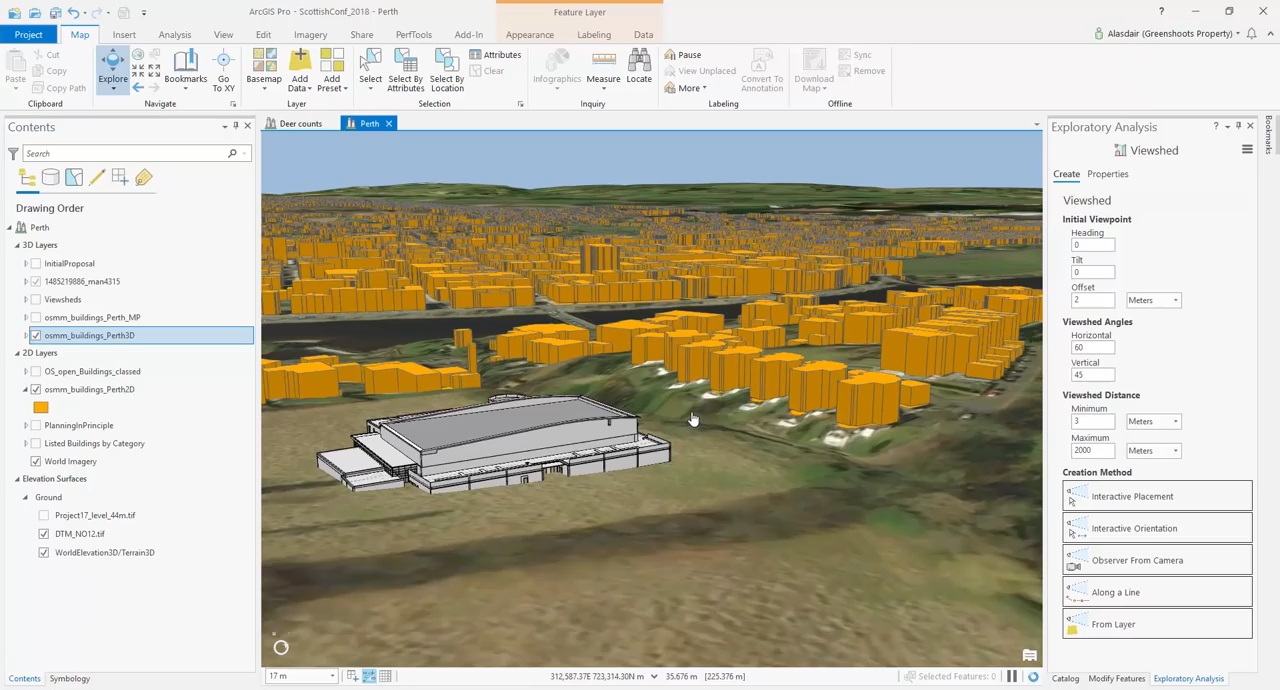 ArcGIS Pro - ScottishConf_2018 - Perth
Feature Layer
?
Project Map Insert Analysis View Edit Imagery Share PerfTools Add-In Appearance Labeling Data
Alasdair (Greenshoots Property)
Paste
Cut
Copy
Copy Path
Clipboard
Explore
Bookmarks
Go To XY
Navigate
Basemap
Add Data
Add Preset
Layer
Select
Select By Attributes
Select By Location
Attributes
Clear
Selection
Infographics
Measure
Locate
Inquiry
Pause
View Unplaced
More
Convert To Annotation
Labeling
Download Map
Sync
Remove
Offline
Contents
Search
Drawing Order
Perth
3D Layers
InitialProposal
1485219886_man4315
Viewsheds
osmm_buildings_Perth_MP
osmm_buildings_Perth3D
2D Layers
OS_open_Buildings_classed
osmm_buildings_Perth2D
PlanningInPrinciple
Listed Buildings by Category
World Imagery
Elevation Surfaces
Ground
Project17_level_44m.tif
DTM_NO12.tif
WorldElevation3D/Terrain3D
Contents Symbology
Deer counts Perth
17 m
312,587.37E 723,314.30N m
35.676 m [225.376 m]
Selected Features: 0
Exploratory Analysis
?
Viewshed
Create Properties
Viewshed
Initial Viewpoint
Heading
0
Tilt
0
Offset
2 Meters
Viewshed Angles
Horizontal
60
Vertical
45
Viewshed Distance
Minimum
3 Meters
Maximum
2000 Meters
Creation Method
Interactive Placement
Interactive Orientation
Observer From Camera
Along a Line
From Layer
Catalog Modify Features Exploratory Analysis
Bookmarks